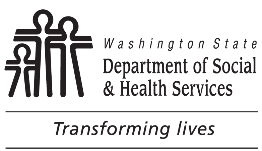 Washington State
Department of Social
& Health Services
Transforming lives